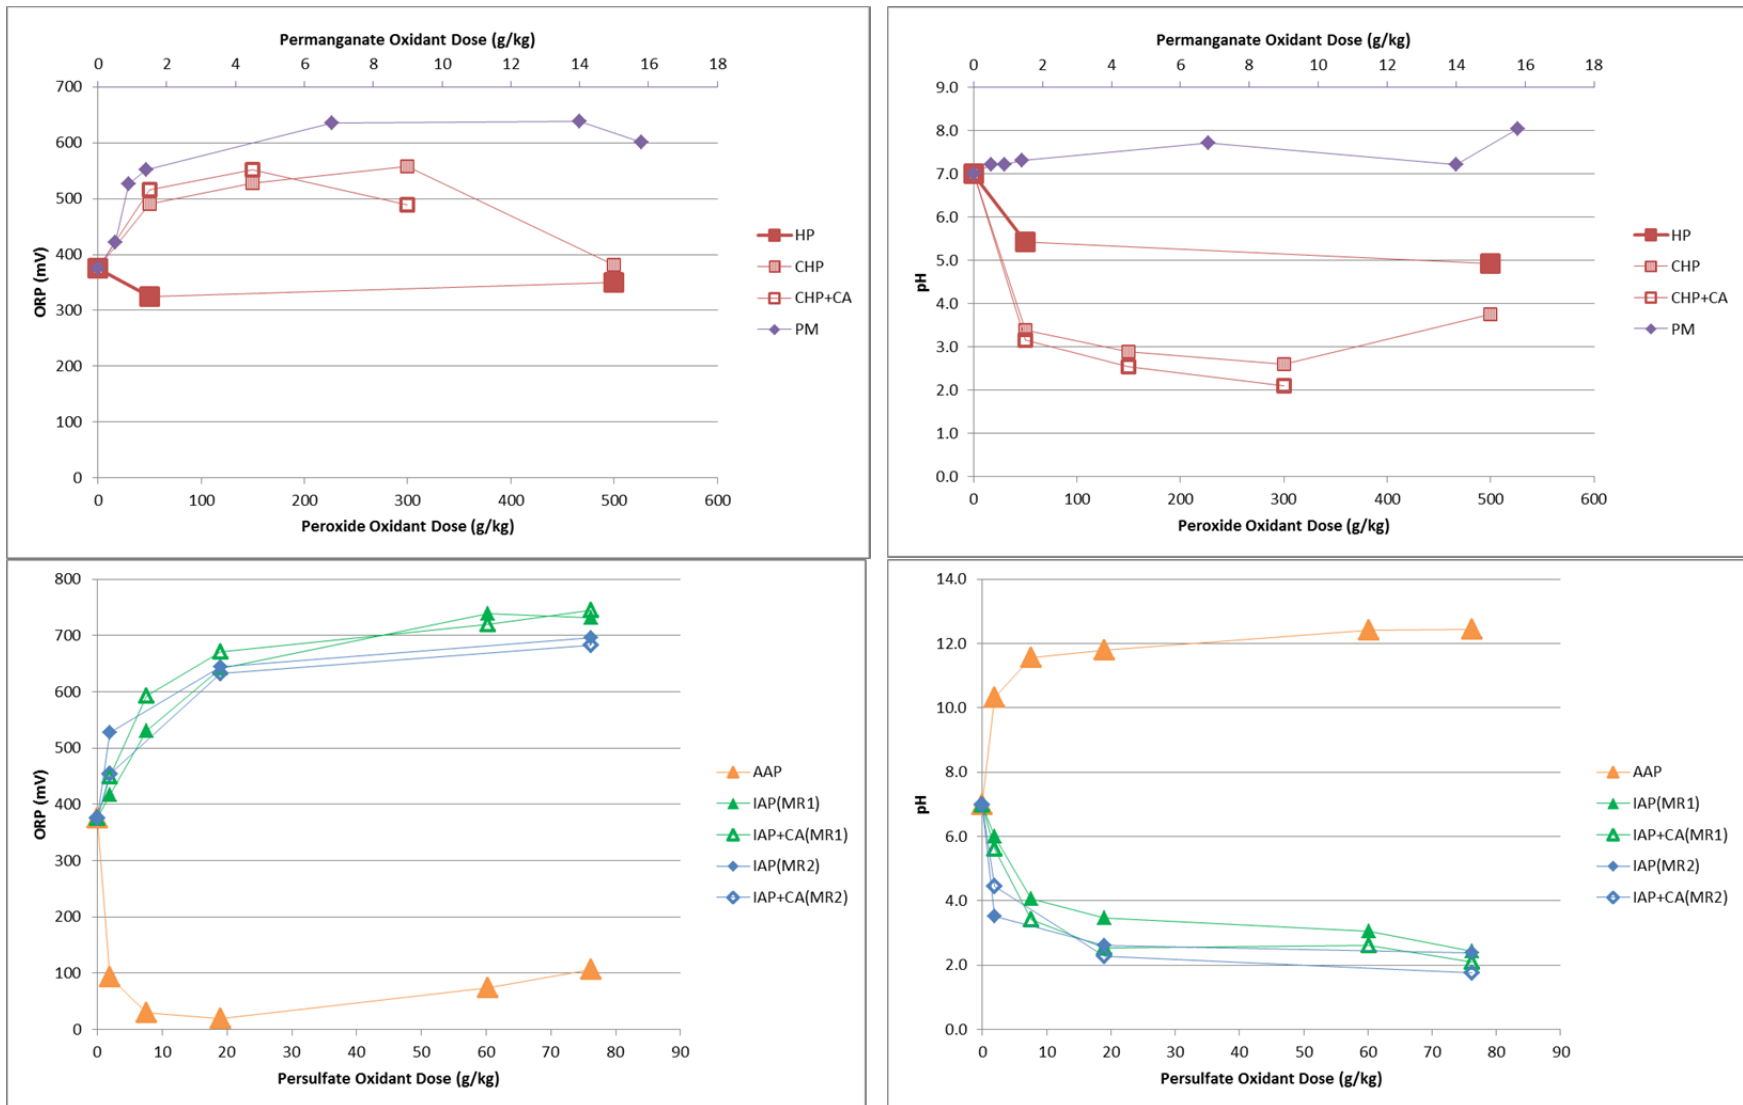 Permanganate Oxidant Dose (g/kg)
0 2 4 6 8 10 12 14 16 18
700
600
500
400
300
200
100
0
ORP (mV)
0 100 200 300 400 500 600
Peroxide Oxidant Dose (g/kg)
HP
CHP
CHP+CA
PM
Permanganate Oxidant Dose (g/kg)
0 2 4 6 8 10 12 14 16 18
9.0
8.0
7.0
6.0
5.0
4.0
3.0
2.0
1.0
0.0
pH
0 100 200 300 400 500 600
Peroxide Oxidant Dose (g/kg)
HP
CHP
CHP+CA
PM
800
700
600
500
400
300
200
100
0
ORP (mV)
0 10 20 30 40 50 60 70 80 90
Persulfate Oxidant Dose (g/kg)
AAP
IAP(MR1)
IAP+CA(MR1)
IAP(MR2)
IAP+CA(MR2)
14.0
12.0
10.0
8.0
6.0
4.0
2.0
0.0
pH
0 10 20 30 40 50 60 70 80 90
Persulfate Oxidant Dose (g/kg)
AAP
IAP(MR1)
IAP+CA(MR1)
IAP(MR2)
IAP+CA(MR2)